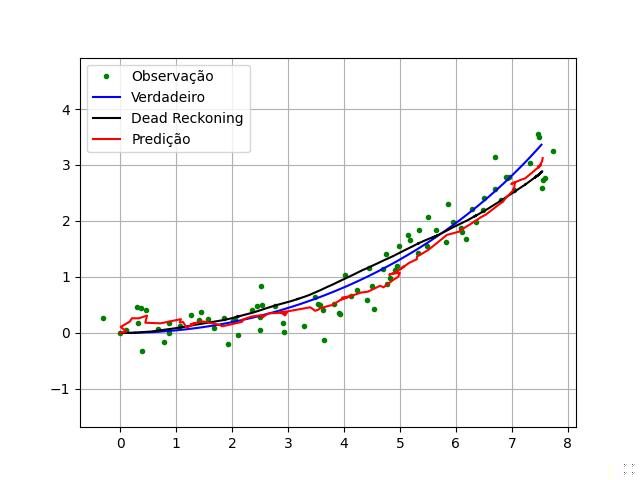 Observação
Verdadeiro
Dead Reckoning
Predição
4
3
2
1
0
−1
0 1 2 3 4 5 6 7 8